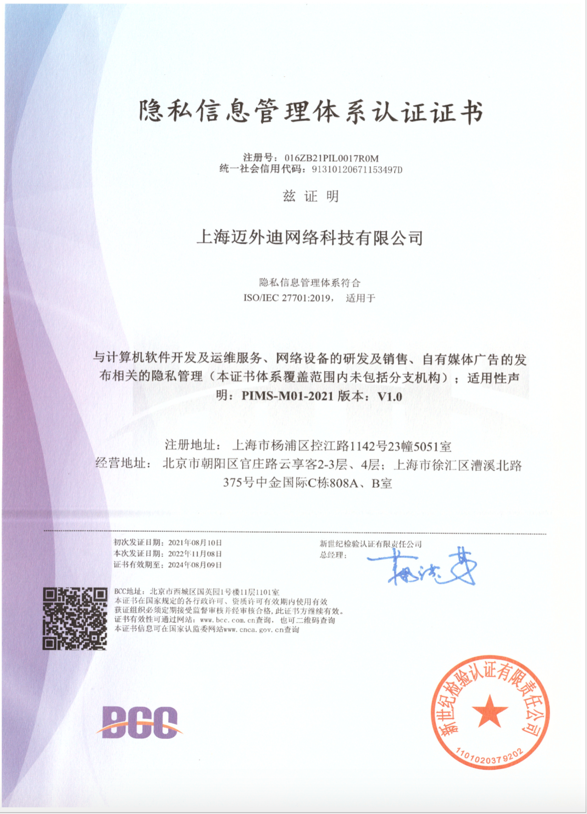 隐私信息管理体系认证证书
注册号：016ZB21PIL0017R0M
统一社会信用代码：91310120671153497D
兹 证 明
上海迈外迪网络科技有限公司
隐私信息管理体系符合
ISO/IEC 27701:2019， 适用于
与计算机软件开发及运维服务、网络设备的研发及销售、自有媒体广告的发
布相关的隐私管理（本证书体系覆盖范围内未包括分支机构）；适用性声
明：PIMS-M01-2021 版本：V1.0
注册地址： 上海市杨浦区控江路1142号23幢5051室
经营地址： 北京市朝阳区官庄路云享客2-3层、4层；上海市徐汇区漕溪北路
375号中金国际C栋808A、B室
初次发证日期：2021年08月10日
本次发证日期：2022年11月08日
证书有效期至：2024年08月09日
新世纪检验认证有限责任公司
总经理：
BCC地址：北京市西城区国英园1号楼11层1101室
本证书在国家规定的各行政许可、资质许可有效期内使用有效
获证组织必须定期接受监督审核并经审核合格,此证书方继续有效。
证书有效性可通过网站：www.bcc.com.cn查询，也可二维码查询
本证书信息可在国家认监委网站www.cnca.gov.cn查询
BCC
新世纪检验认证有限责任公司
1101020379202